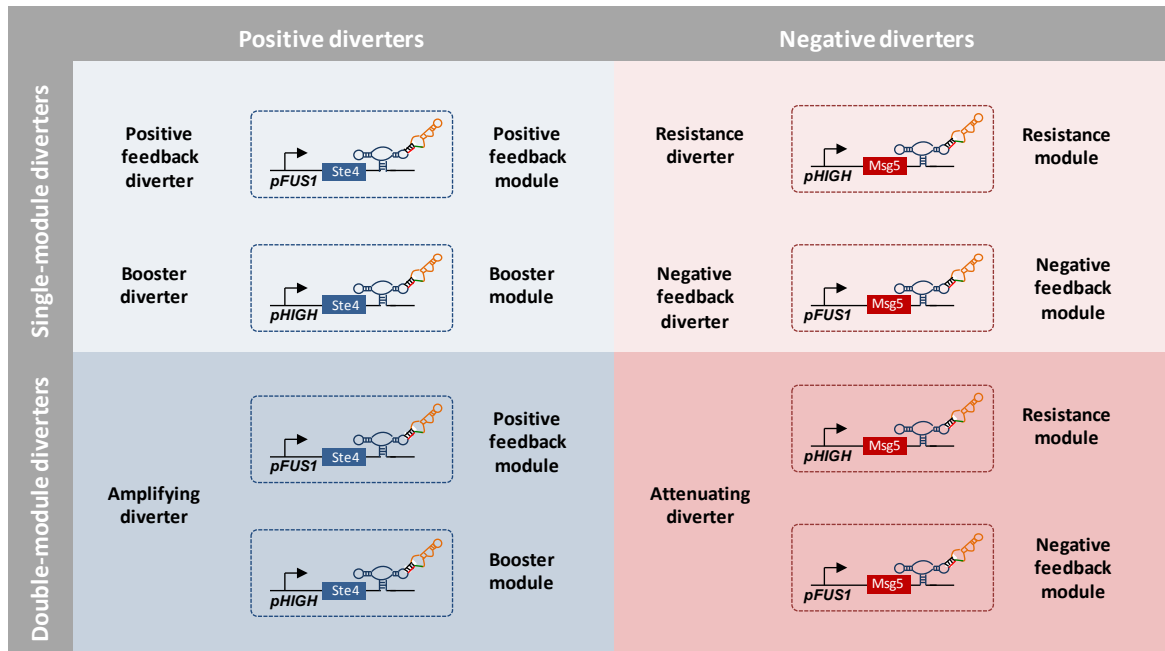 Positive diverters
Negative diverters
Single-module diverters
Positive
feedback
diverter
pFUS1
Ste4
Positive
feedback
module
Booster
diverter
pHIGH
Ste4
Booster
module
Resistance
diverter
pHIGH
Msg5
Resistance
module
Negative
feedback
diverter
pFUS1
Msg5
Negative
feedback
module
Double-module diverters
Amplifying
diverter
pFUS1
Ste4
Positive
feedback
module
pHIGH
Ste4
Booster
module
Attenuating
diverter
pHIGH
Msg5
Resistance
module
pFUS1
Msg5
Negative
feedback
module